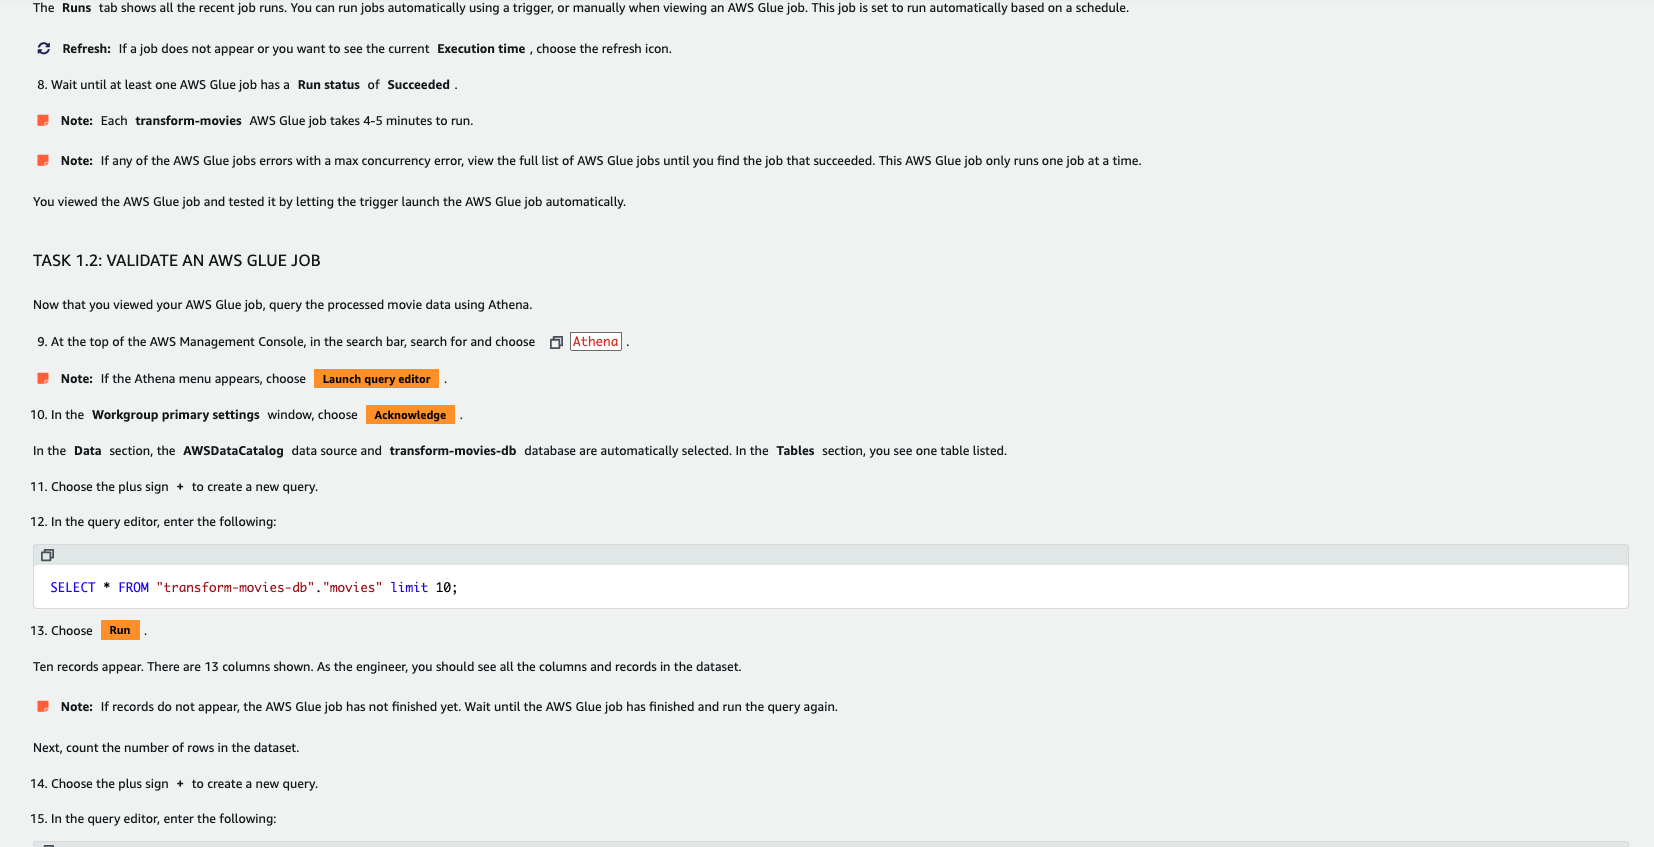 The Runs tab shows all the recent job runs. You can run jobs automatically using a trigger, or manually when viewing an AWS Glue job. This job is set to run automatically based on a schedule.
Refresh: If a job does not appear or you want to see the current Execution time , choose the refresh icon.
8. Wait until at least one AWS Glue job has a Run status of Succeeded .
Note: Each transform-movies AWS Glue job takes 4-5 minutes to run.
Note: If any of the AWS Glue jobs errors with a max concurrency error, view the full list of AWS Glue jobs until you find the job that succeeded. This AWS Glue job only runs one job at a time.
You viewed the AWS Glue job and tested it by letting the trigger launch the AWS Glue job automatically.
TASK 1.2: VALIDATE AN AWS GLUE JOB
Now that you viewed your AWS Glue job, query the processed movie data using Athena.
9. At the top of the AWS Management Console, in the search bar, search for and choose Athena .
Note: If the Athena menu appears, choose Launch query editor .
10. In the Workgroup primary settings window, choose Acknowledge .
In the Data section, the AWSDataCatalog data source and transform-movies-db database are automatically selected. In the Tables section, you see one table listed.
11. Choose the plus sign + to create a new query.
12. In the query editor, enter the following:
SELECT * FROM "transform-movies-db"."movies" limit 10;
13. Choose Run .
Ten records appear. There are 13 columns shown. As the engineer, you should see all the columns and records in the dataset.
Note: If records do not appear, the AWS Glue job has not finished yet. Wait until the AWS Glue job has finished and run the query again.
Next, count the number of rows in the dataset.
14. Choose the plus sign + to create a new query.
15. In the query editor, enter the following: